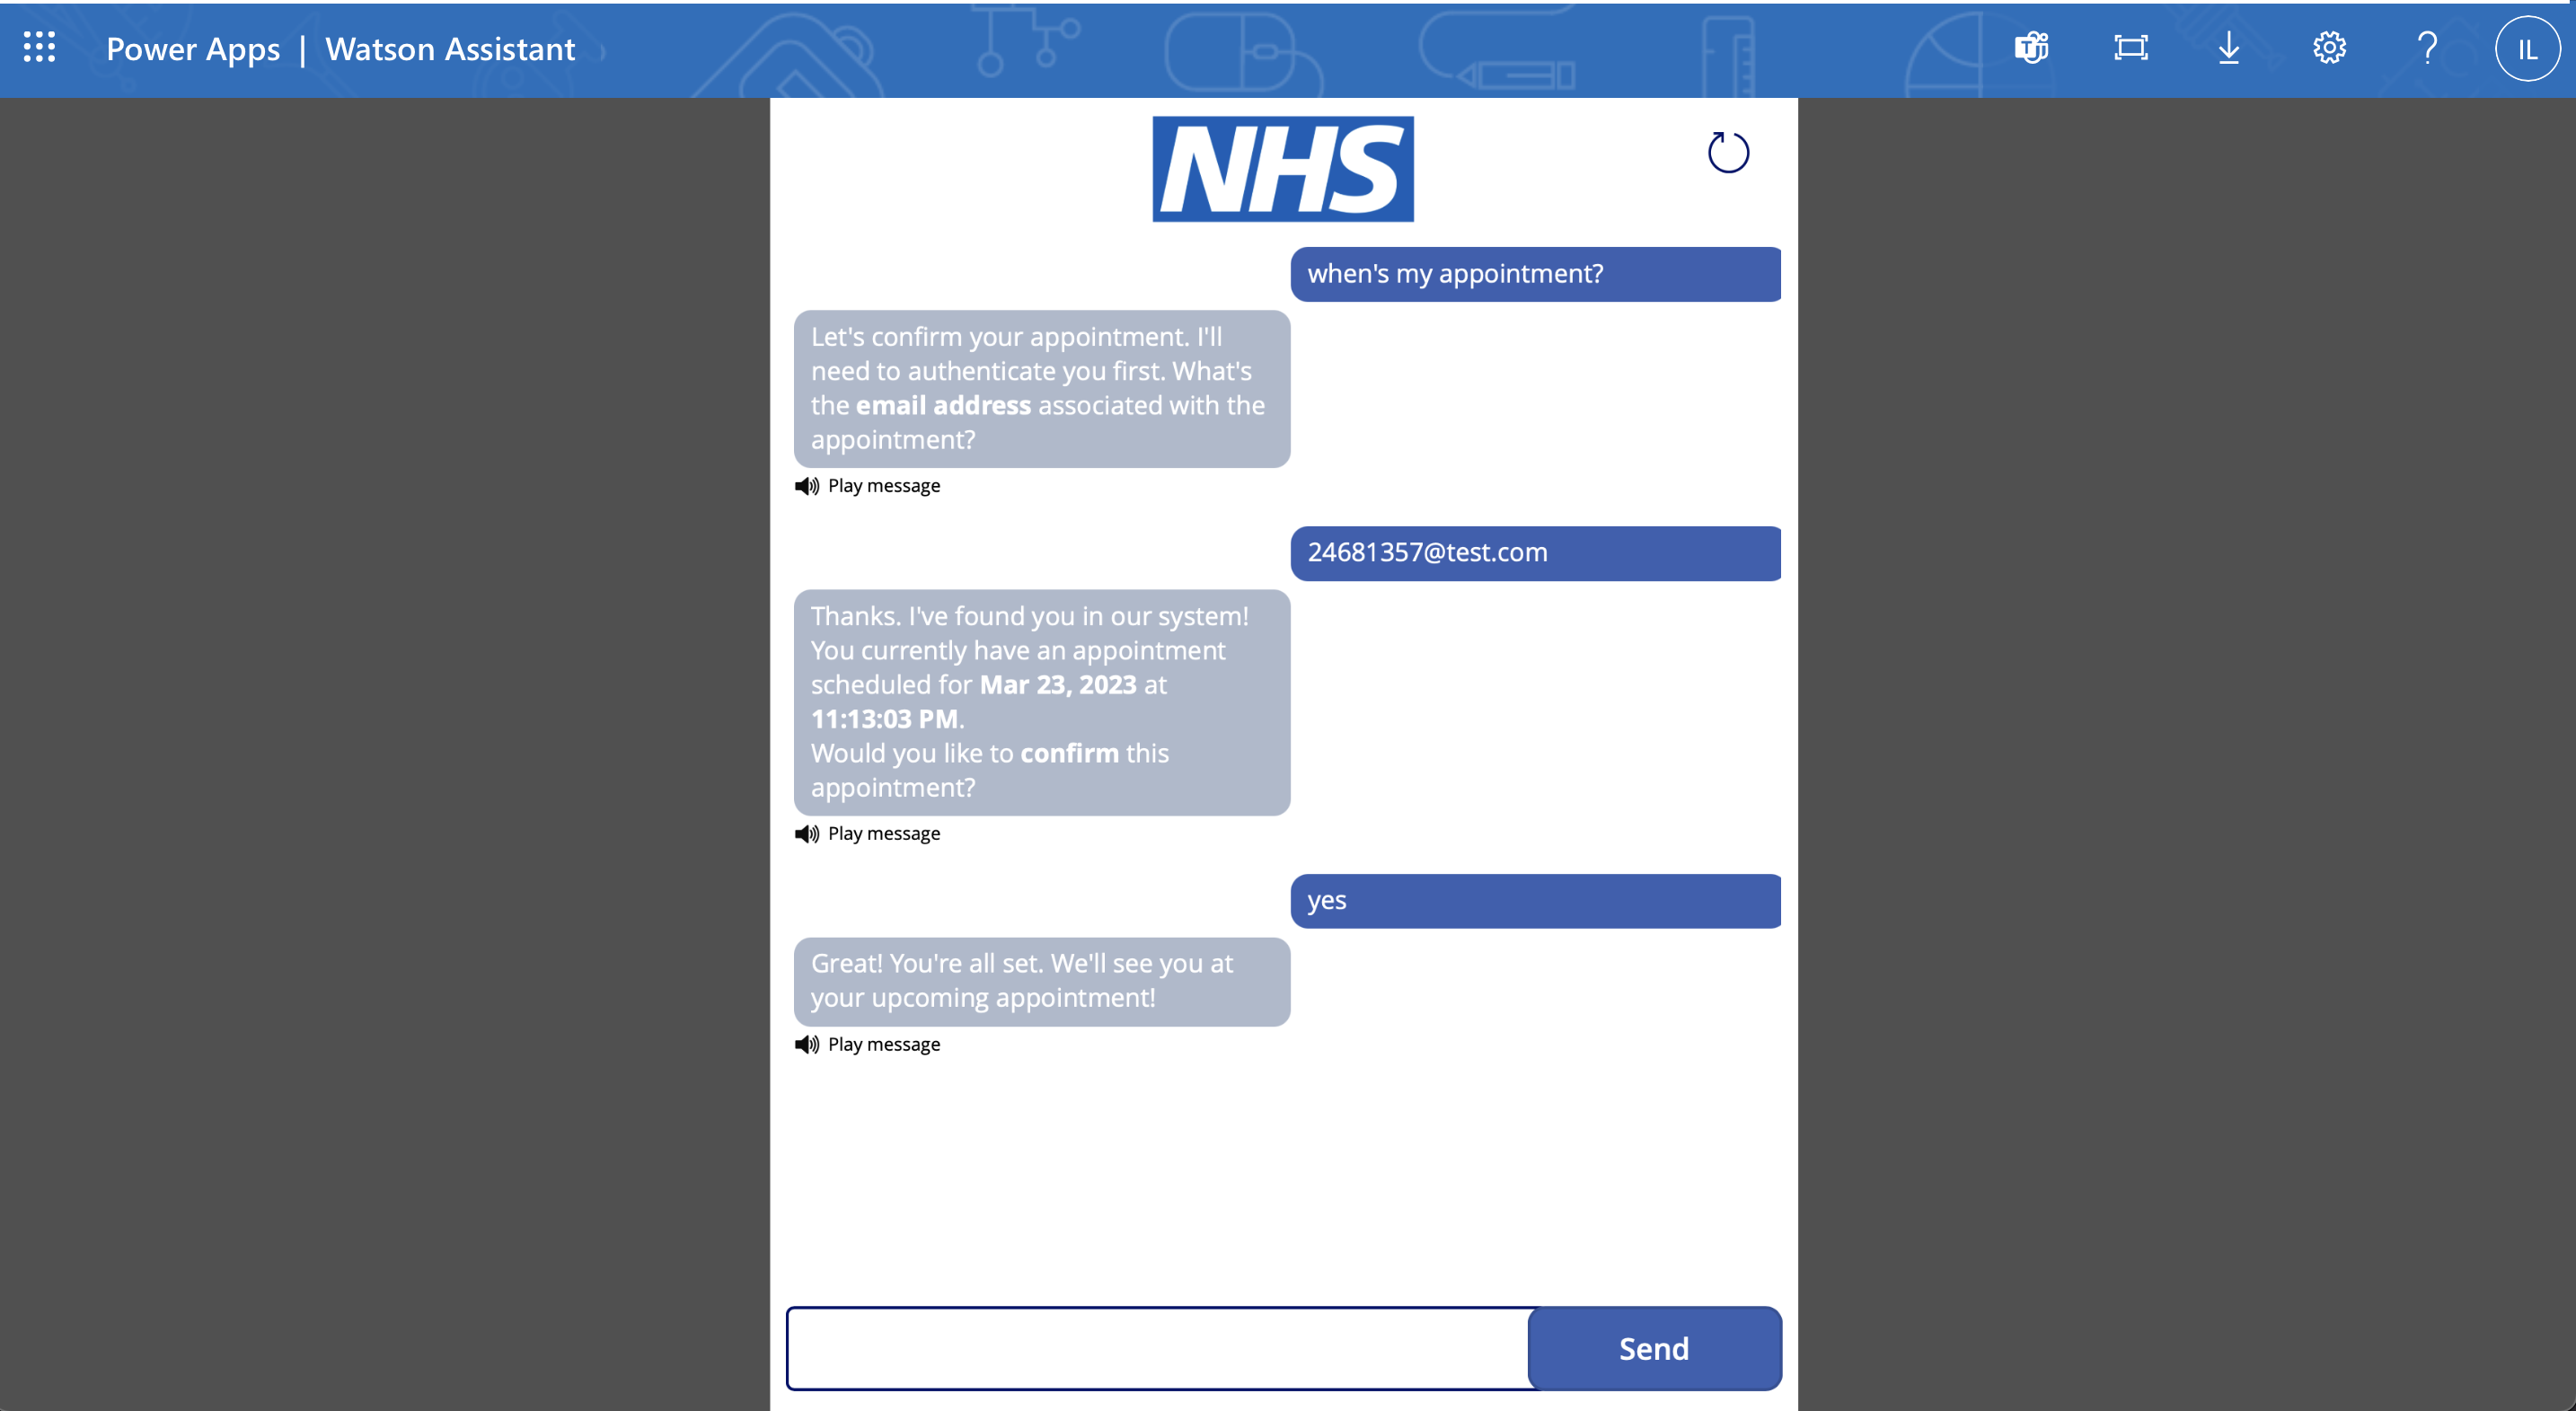 Power Apps | Watson Assistant
IL
NHS
when's my appointment?
Let's confirm your appointment. I'll
need to authenticate you first. What's
the email address associated with the
appointment?
Play message
24681357@test.com
Thanks. I've found you in our system!
You currently have an appointment
scheduled for Mar 23, 2023 at
11:13:03 PM.
Would you like to confirm this
appointment?
Play message
yes
Great! You're all set. We'll see you at
your upcoming appointment!
Play message
Send